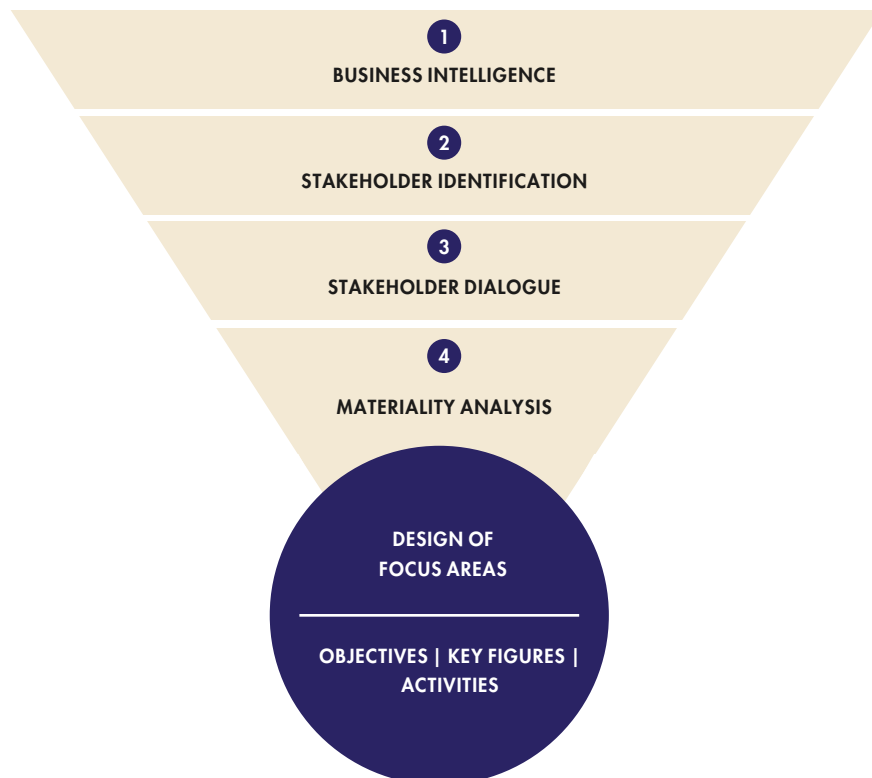 1
BUSINESS INTELLIGENCE
2
STAKEHOLDER IDENTIFICATION
3
STAKEHOLDER DIALOGUE
4
MATERIALITY ANALYSIS
DESIGN OF
FOCUS AREAS
OBJECTIVES | KEY FIGURES |
ACTIVITIES